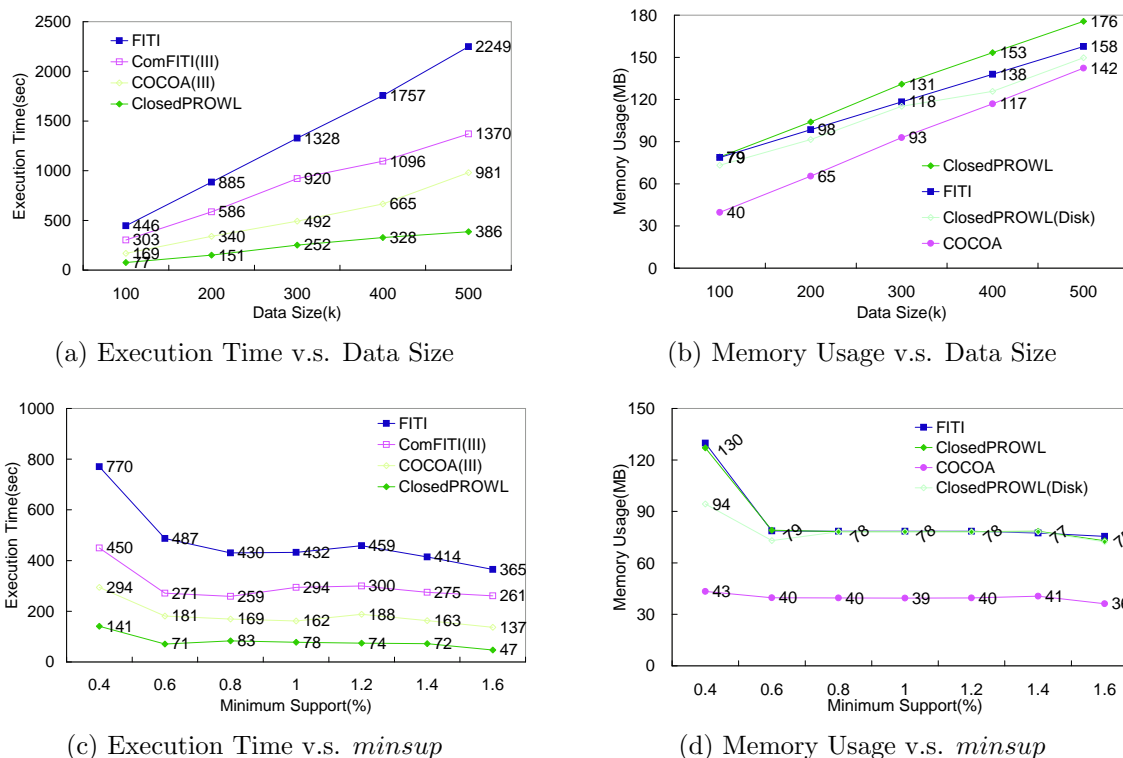 2500
2000
1500
1000
500
0
Execution Time(sec)
FITI
ComFITI(III)
COCOA(III)
ClosedPROWL
2249
1757
1328
885
446
1370
1096
920
586
303
981
665
492
340
169
386
328
252
151
77
100 200 300 400 500
Data Size(k)
(a) Execution Time v.s. Data Size
180
150
120
90
60
30
0
Memory Usage(MB)
176
153
131
158
138
118
98
79
142
117
93
65
40
ClosedPROWL
FITI
ClosedPROWL(Disk)
COCOA
100 200 300 400 500
Data Size(k)
(b) Memory Usage v.s. Data Size
1000
800
600
400
200
0
Execution Time(sec)
FITI
ComFITI(III)
COCOA(III)
ClosedPROWL
770 487 430 432 459 414 365
450 271 259 294 300 275 261
294 181 169 162 188 163 137
141 71 83 78 74 72 47
0.4 0.6 0.8 1 1.2 1.4 1.6
Minimum Support(%)
(c) Execution Time v.s. minsup
150
120
90
60
30
0
Memory Usage(MB)
FITI
ClosedPROWL
COCOA
ClosedPROWL(Disk)
130
94
79 78 78 78 77
43 40 40 39 40 41 36
0.4 0.6 0.8 1 1.2 1.4 1.6
Minimum Support(%)
(d) Memory Usage v.s. minsup